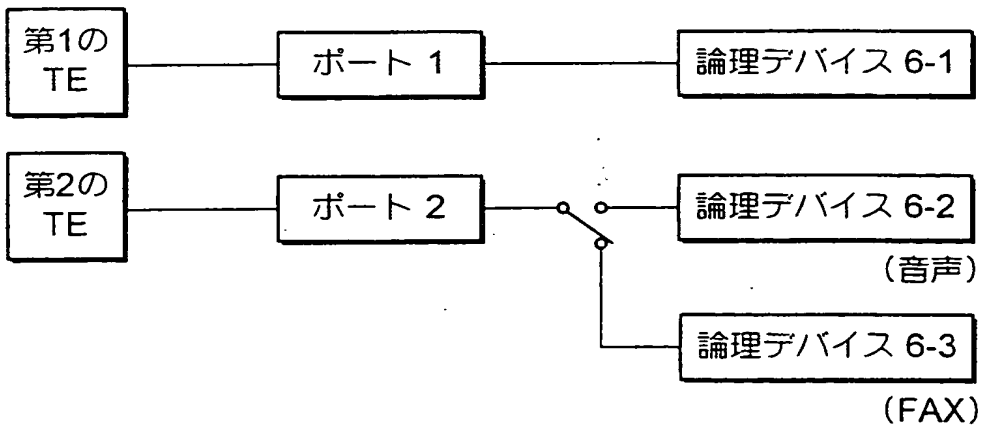 第1の
TE
ポート 1
論理デバイス 6-1
第2の
TE
ポート 2
論理デバイス 6-2
(音声)
論理デバイス 6-3
(FAX)